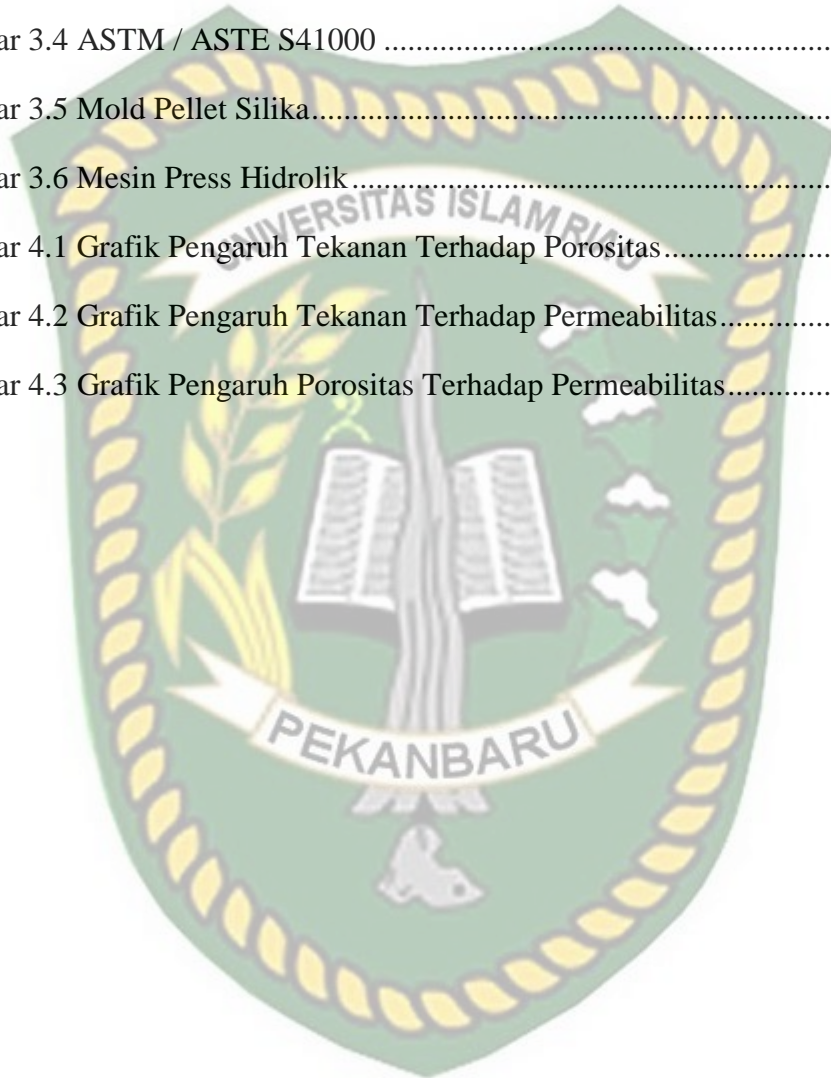 ar 3.4 ASTM / ASTE S41000 ........................................................
ar 3.5 Mold Pellet Silika.................................................................
ar 3.6 Mesin Press Hidrolik............................................................
UNIVERSITAS ISLAM RIAU
ar 4.1 Grafik Pengaruh Tekanan Terhadap Porositas.....................
ar 4.2 Grafik Pengaruh Tekanan Terhadap Permeabilitas..............
ar 4.3 Grafik Pengaruh Porositas Terhadap Permeabilitas.............
PEKANBARU